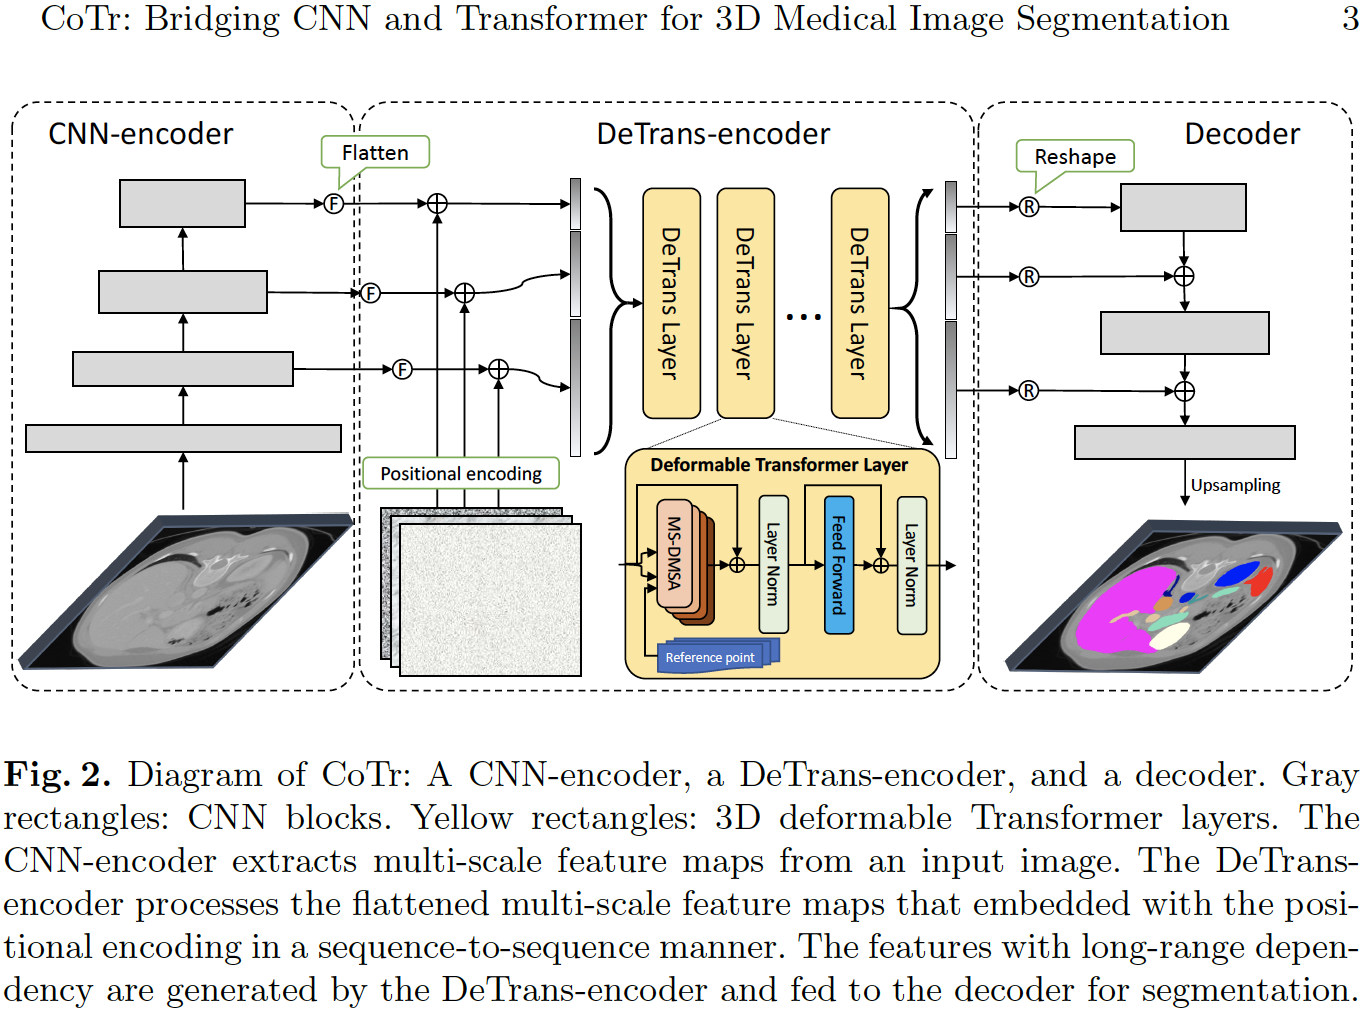 CoTr: Bridging CNN and Transformer for 3D Medical Image Segmentation 3
CNN-encoder
Flatten
F
F
F
DeTrans-encoder
Positional encoding
DeTrans Layer
DeTrans Layer
...
DeTrans Layer
Deformable Transformer Layer
MS-DMSA
Layer Norm
Feed Forward
Layer Norm
Reference point
Decoder
Reshape
R
R
R
Upsampling
Fig. 2. Diagram of CoTr: A CNN-encoder, a DeTrans-encoder, and a decoder. Gray
rectangles: CNN blocks. Yellow rectangles: 3D deformable Transformer layers. The
CNN-encoder extracts multi-scale feature maps from an input image. The DeTrans-
encoder processes the flattened multi-scale feature maps that embedded with the posi-
tional encoding in a sequence-to-sequence manner. The features with long-range depen-
dency are generated by the DeTrans-encoder and fed to the decoder for segmentation.